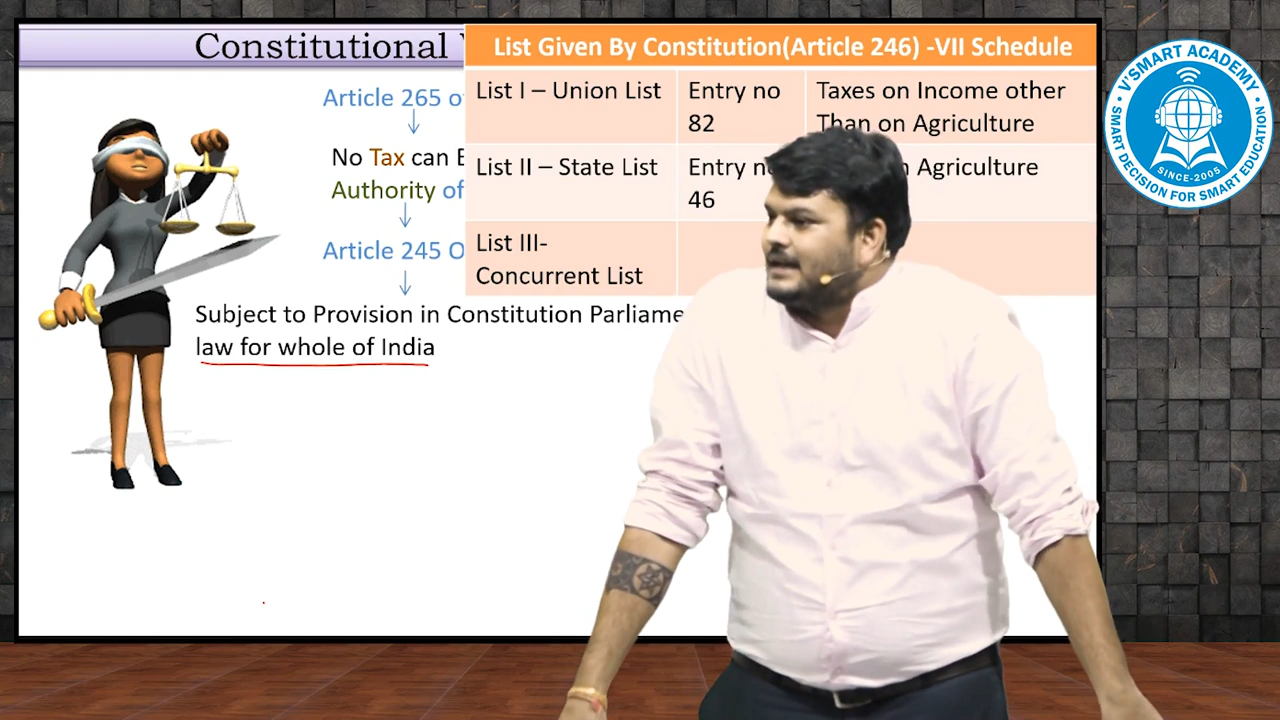 Constitutional
Article 265
No Tax can
Authority of
Article 245
Subject to Provision in Constitution
law for whole of India
List Given By Constitution(Article 246) -VII Schedule
List I – Union List
Entry no
82
Taxes on Income other
Than on Agriculture
List II – State List
Entry
46
Agriculture
List III-
Concurrent List
V'SMART ACADEMY
SINCE-2005
SMART DECISION FOR SMART EDUCATION